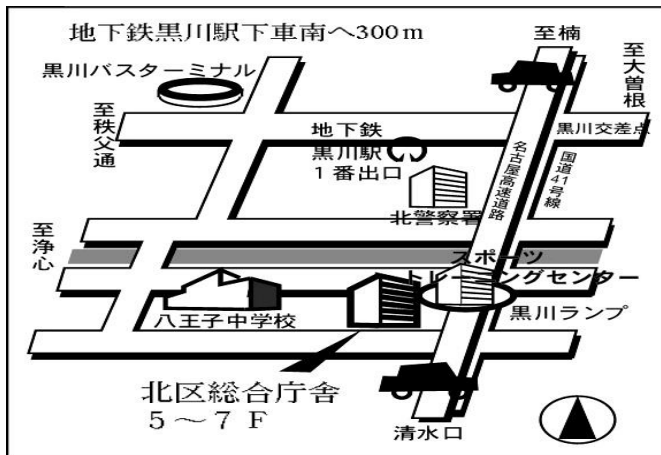 地下鉄黒川駅下車南へ300m
至楠
至大曽根
黒川バスターミナル
至秩父通
地下鉄
黒川駅
1番出口
黒川交差点
名古屋高速道路
国道41号線
北警察署
至浄心
スポーツ
トレーニングセンター
八王子中学校
黒川ランプ
北区総合庁舎
5～7F
清水口